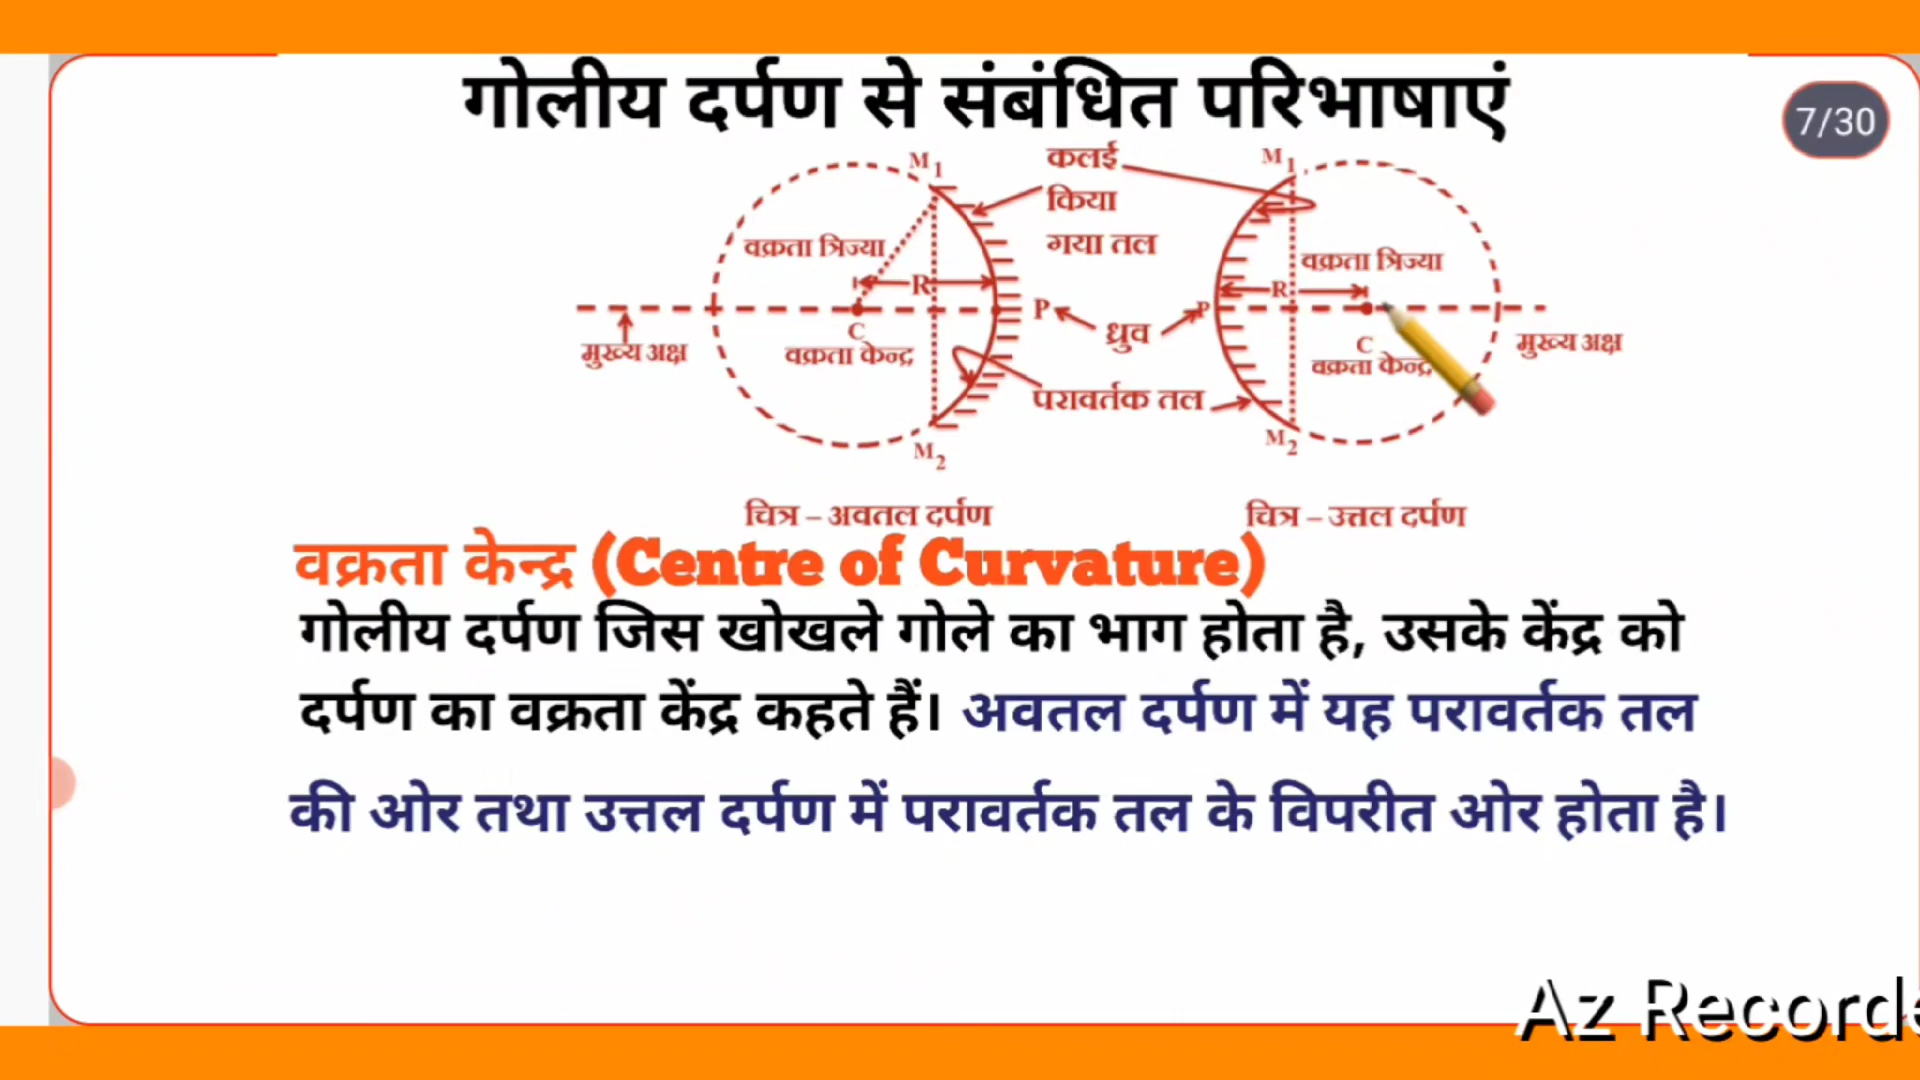 गोलीय दर्पण से संबंधित परिभाषाएं
7/30
M1
कलई
किया
गया तल
M1
वक्रता त्रिज्या
वक्रता त्रिज्या
R
R
P
ध्रुव
P
मुख्य अक्ष
C
वक्रता केन्द्र
C
वक्रता केन्द्र
मुख्य अक्ष
परावर्तक तल
M2
M2
चित्र – अवतल दर्पण
चित्र – उत्तल दर्पण
वक्रता केन्द्र (Centre of Curvature)
गोलीय दर्पण जिस खोखले गोले का भाग होता है, उसके केंद्र को
दर्पण का वक्रता केंद्र कहते हैं। अवतल दर्पण में यह परावर्तक तल
की ओर तथा उत्तल दर्पण में परावर्तक तल के विपरीत ओर होता है।
Az Recorde